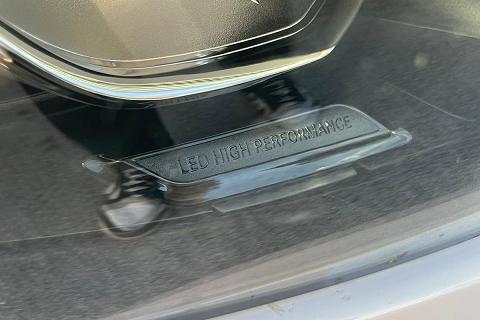 LED HIGH PERFORMANCE